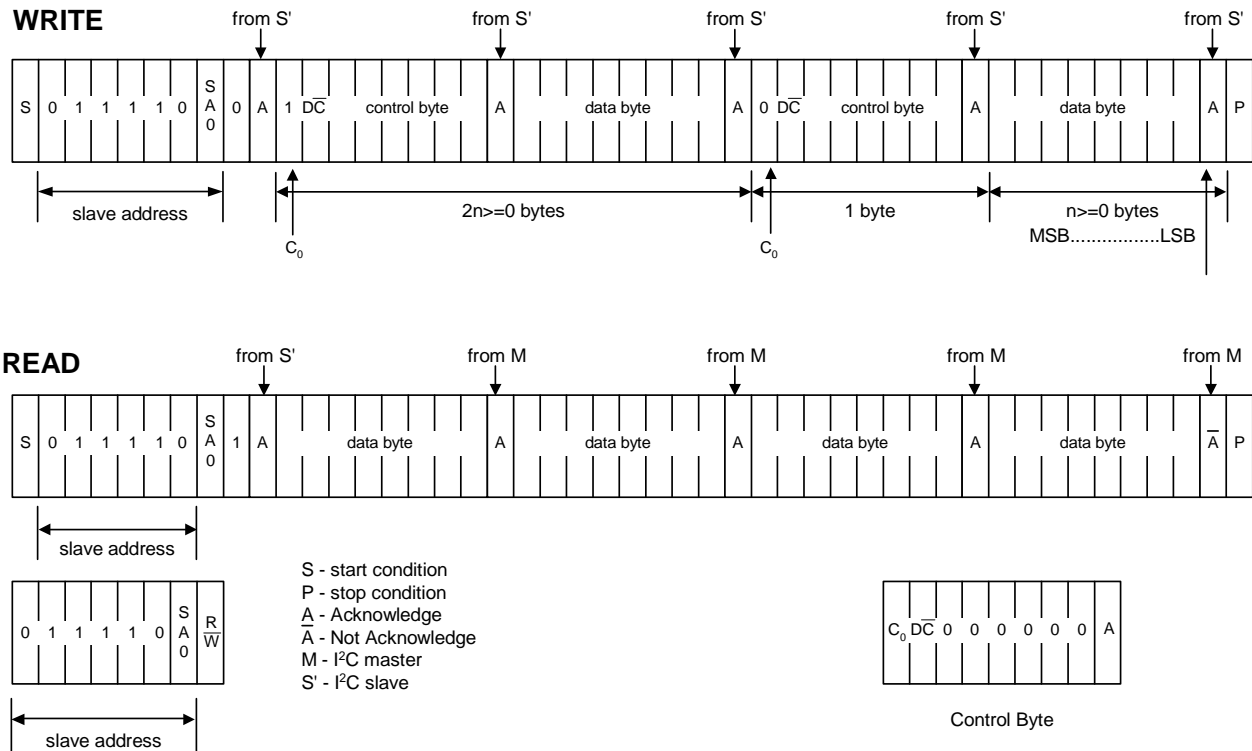 WRITE
from S' from S' from S' from S' from S'
S 0 1 1 1 1 0 SA0 0 A 1 DC̅ control byte A data byte A 0 DC̅ control byte A data byte A P
slave address 2n>=0 bytes 1 byte n>=0 bytes
MSB..................LSB
C₀ C₀
READ
from S' from M from M from M from M
S 0 1 1 1 1 0 SA0 1 A data byte A data byte A data byte A data byte A̅ P
slave address
0 1 1 1 1 0 SA0 R/W̅
slave address
S - start condition
P - stop condition
A - Acknowledge
A̅ - Not Acknowledge
M - I²C master
S' - I²C slave
C₀ DC̅ 0 0 0 0 0 0 A
Control Byte